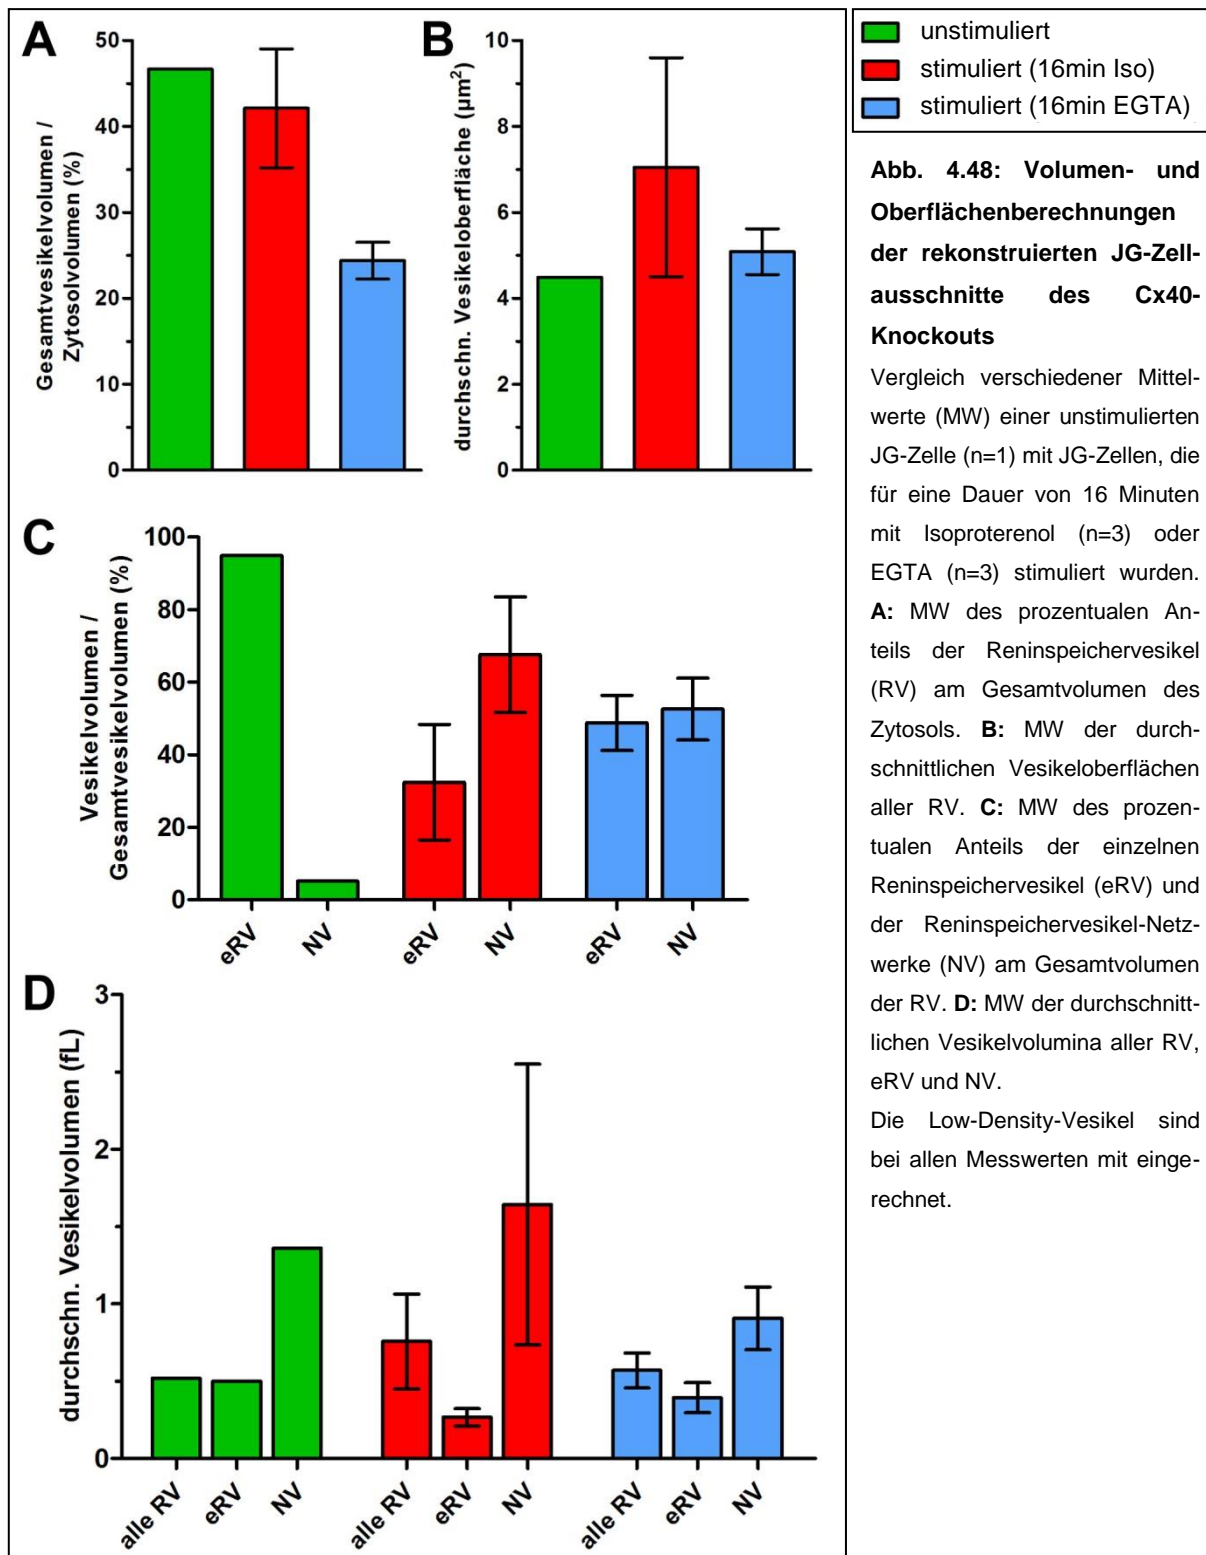 A
50
40
30
20
10
0
Gesamtvesikelvolumen /
Zytosolvolumen (%)
B
10
8
6
4
2
0
durchschn. Vesikeloberfläche (µm²)
unstimuliert
stimuliert (16min Iso)
stimuliert (16min EGTA)
C
100
80
60
40
20
0
Vesikelvolumen /
Gesamtvesikelvolumen (%)
eRV
NV
eRV
NV
eRV
NV
D
3
2
1
0
durchschn. Vesikelvolumen (fL)
alle RV
eRV
NV
alle RV
eRV
NV
alle RV
eRV
NV
Abb. 4.48: Volumen- und
Oberflächenberechnungen
der rekonstruierten JG-Zell-
ausschnitte des Cx40-
Knockouts
Vergleich verschiedener Mittel-
werte (MW) einer unstimulierten
JG-Zelle (n=1) mit JG-Zellen, die
für eine Dauer von 16 Minuten
mit Isoproterenol (n=3) oder
EGTA (n=3) stimuliert wurden.
A: MW des prozentualen An-
teils der Reninspeichervesikel
(RV) am Gesamtvolumen des
Zytosols. B: MW der durch-
schnittlichen Vesikeloberflächen
aller RV. C: MW des prozen-
tualen Anteils der einzelnen
Reninspeichervesikel (eRV) und
der Reninspeichervesikel-Netz-
werke (NV) am Gesamtvolumen
der RV. D: MW der durchschnitt-
lichen Vesikelvolumina aller RV,
eRV und NV.
Die Low-Density-Vesikel sind
bei allen Messwerten mit einge-
rechnet.